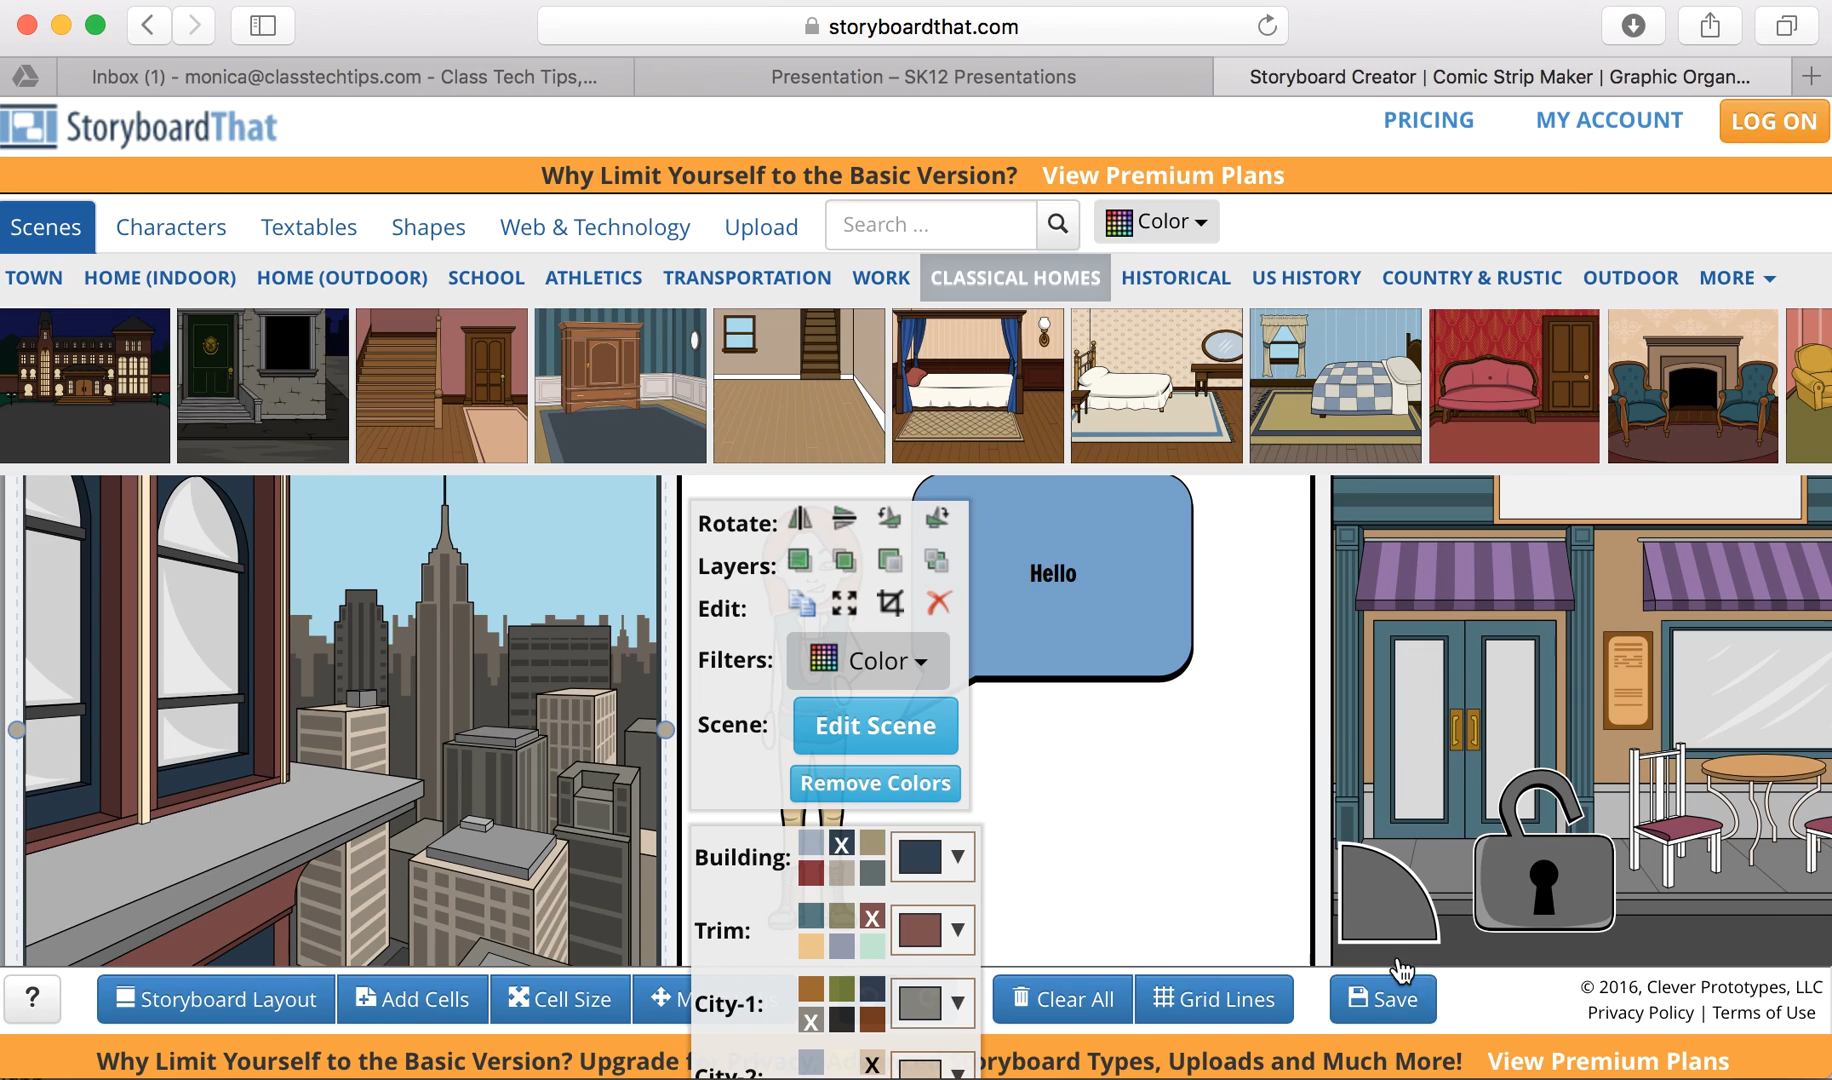 storyboardthat.com
Inbox (1) - monica@classtechtips.com - Class Tech Tips,...
Presentation – SK12 Presentations
Storyboard Creator | Comic Strip Maker | Graphic Organ...
StoryboardThat
PRICING
MY ACCOUNT
LOG ON
Why Limit Yourself to the Basic Version? View Premium Plans
Scenes
Characters
Textables
Shapes
Web & Technology
Upload
Search ...
Color
TOWN
HOME (INDOOR)
HOME (OUTDOOR)
SCHOOL
ATHLETICS
TRANSPORTATION
WORK
CLASSICAL HOMES
HISTORICAL
US HISTORY
COUNTRY & RUSTIC
OUTDOOR
MORE
Rotate:
Layers:
Edit:
Filters:
Color
Scene:
Edit Scene
Remove Colors
Hello
Building:
X
Trim:
X
City-1:
X
City-2:
X
?
Storyboard Layout
Add Cells
Cell Size
Clear All
Grid Lines
Save
© 2016, Clever Prototypes, LLC
Privacy Policy | Terms of Use
Why Limit Yourself to the Basic Version? Upgrade Types, Uploads and Much More! View Premium Plans